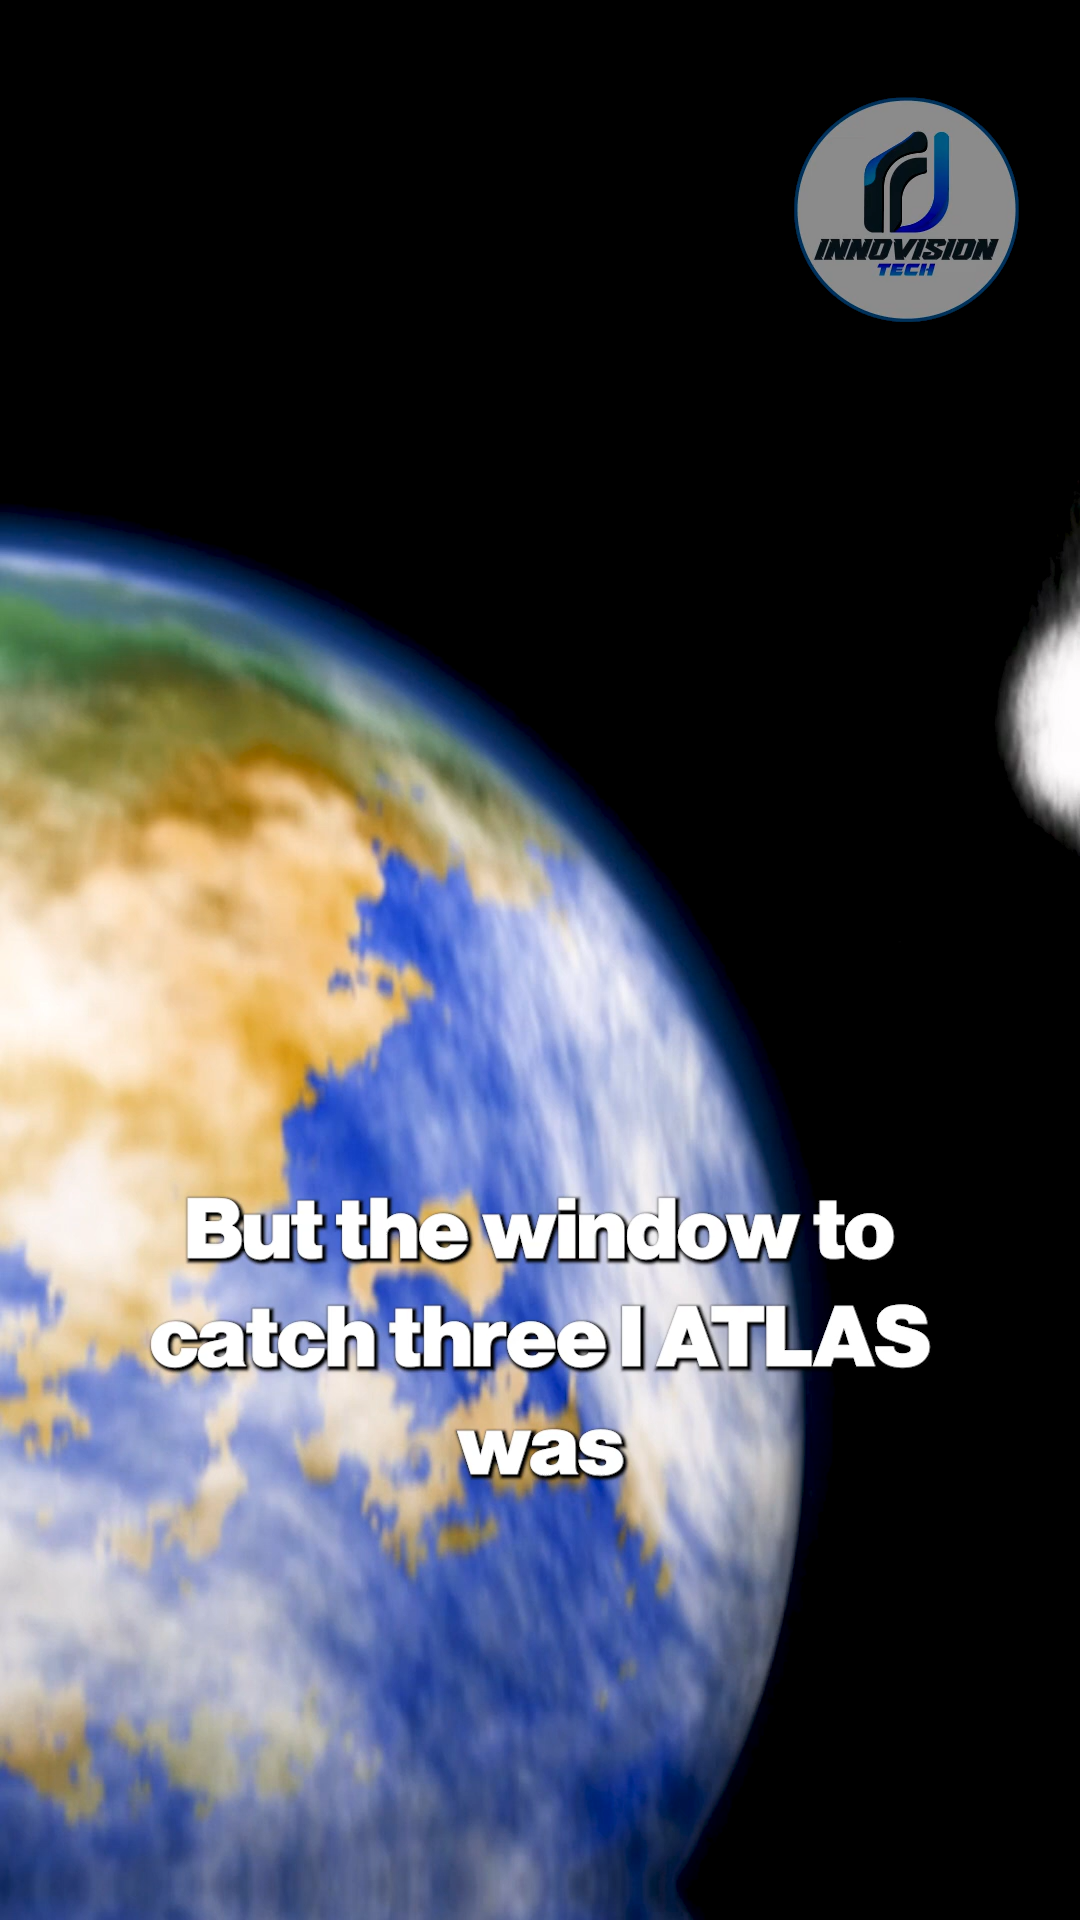 INNOVISION
TECH
But the window to
catch three I ATLAS
was